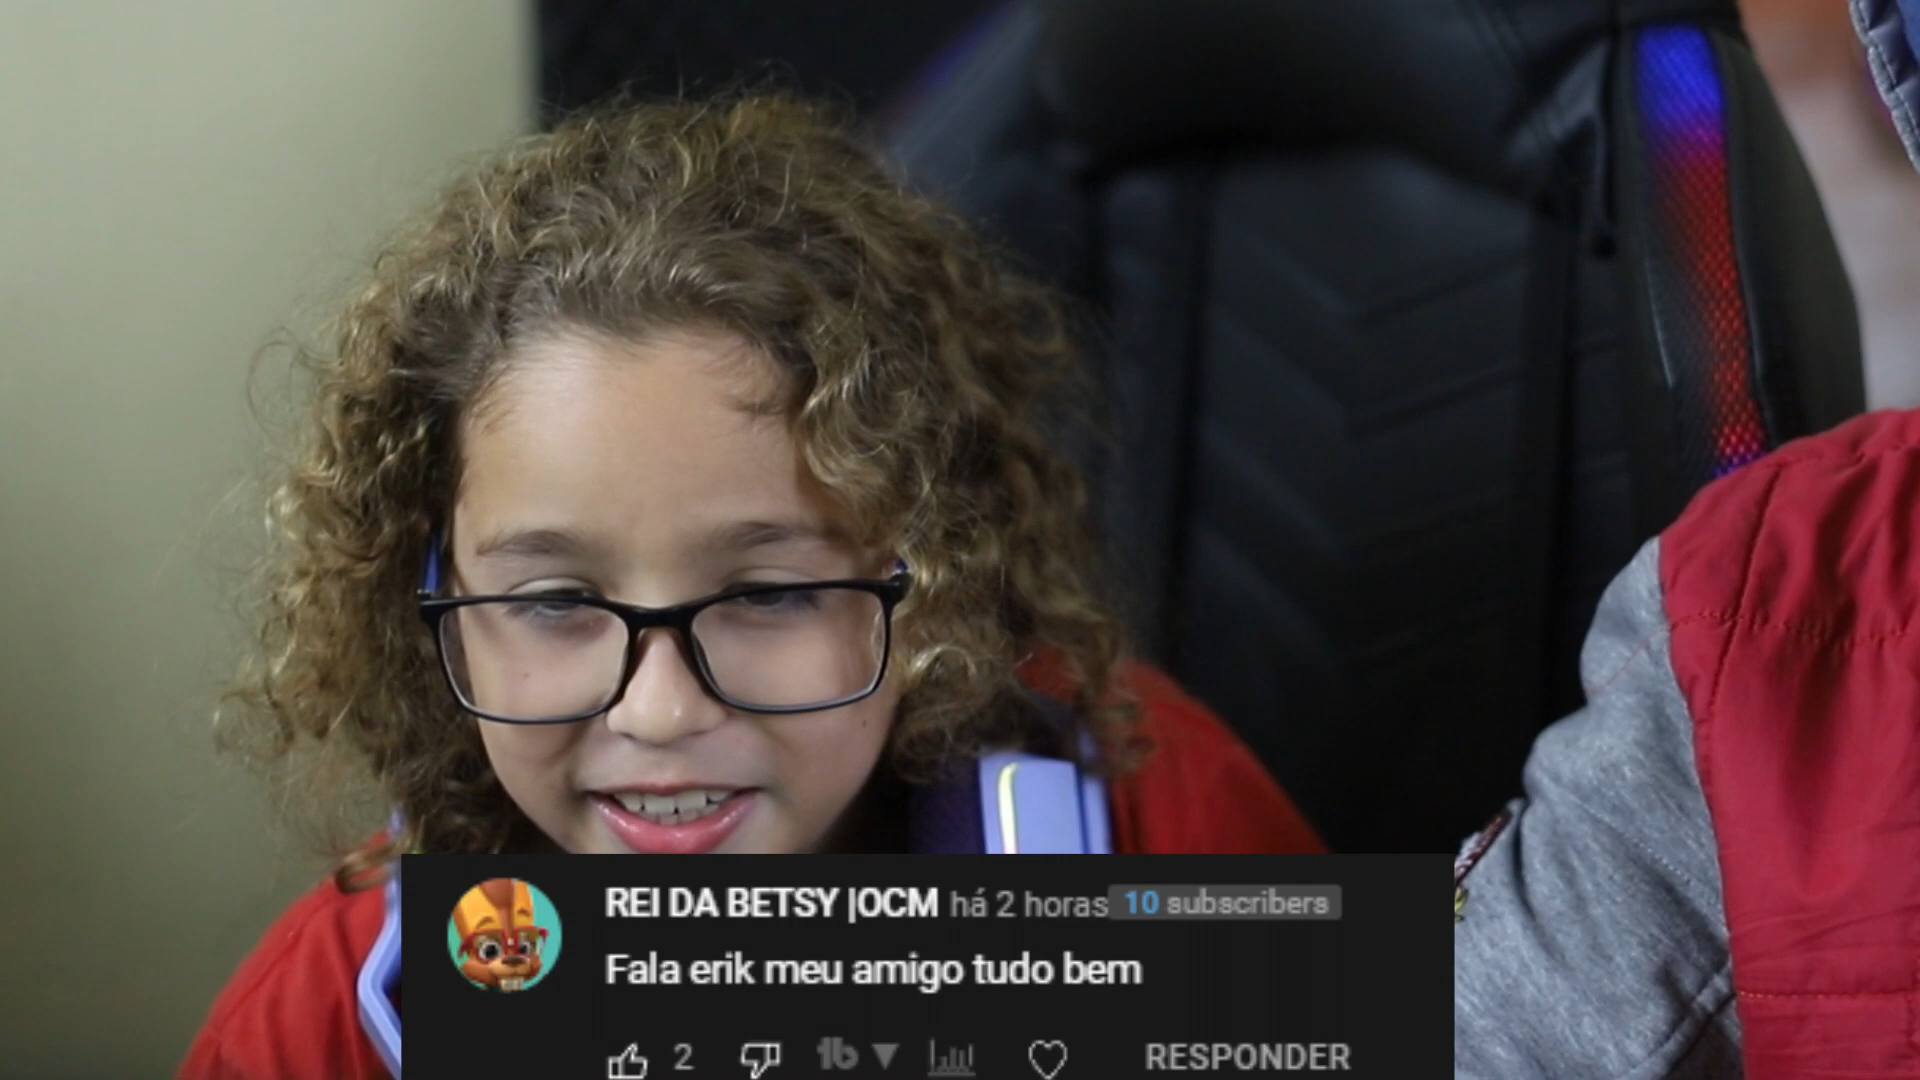 REI DA BETSY |OCM há 2 horas 10 subscribers
Fala erik meu amigo tudo bem
2 RESPONDER